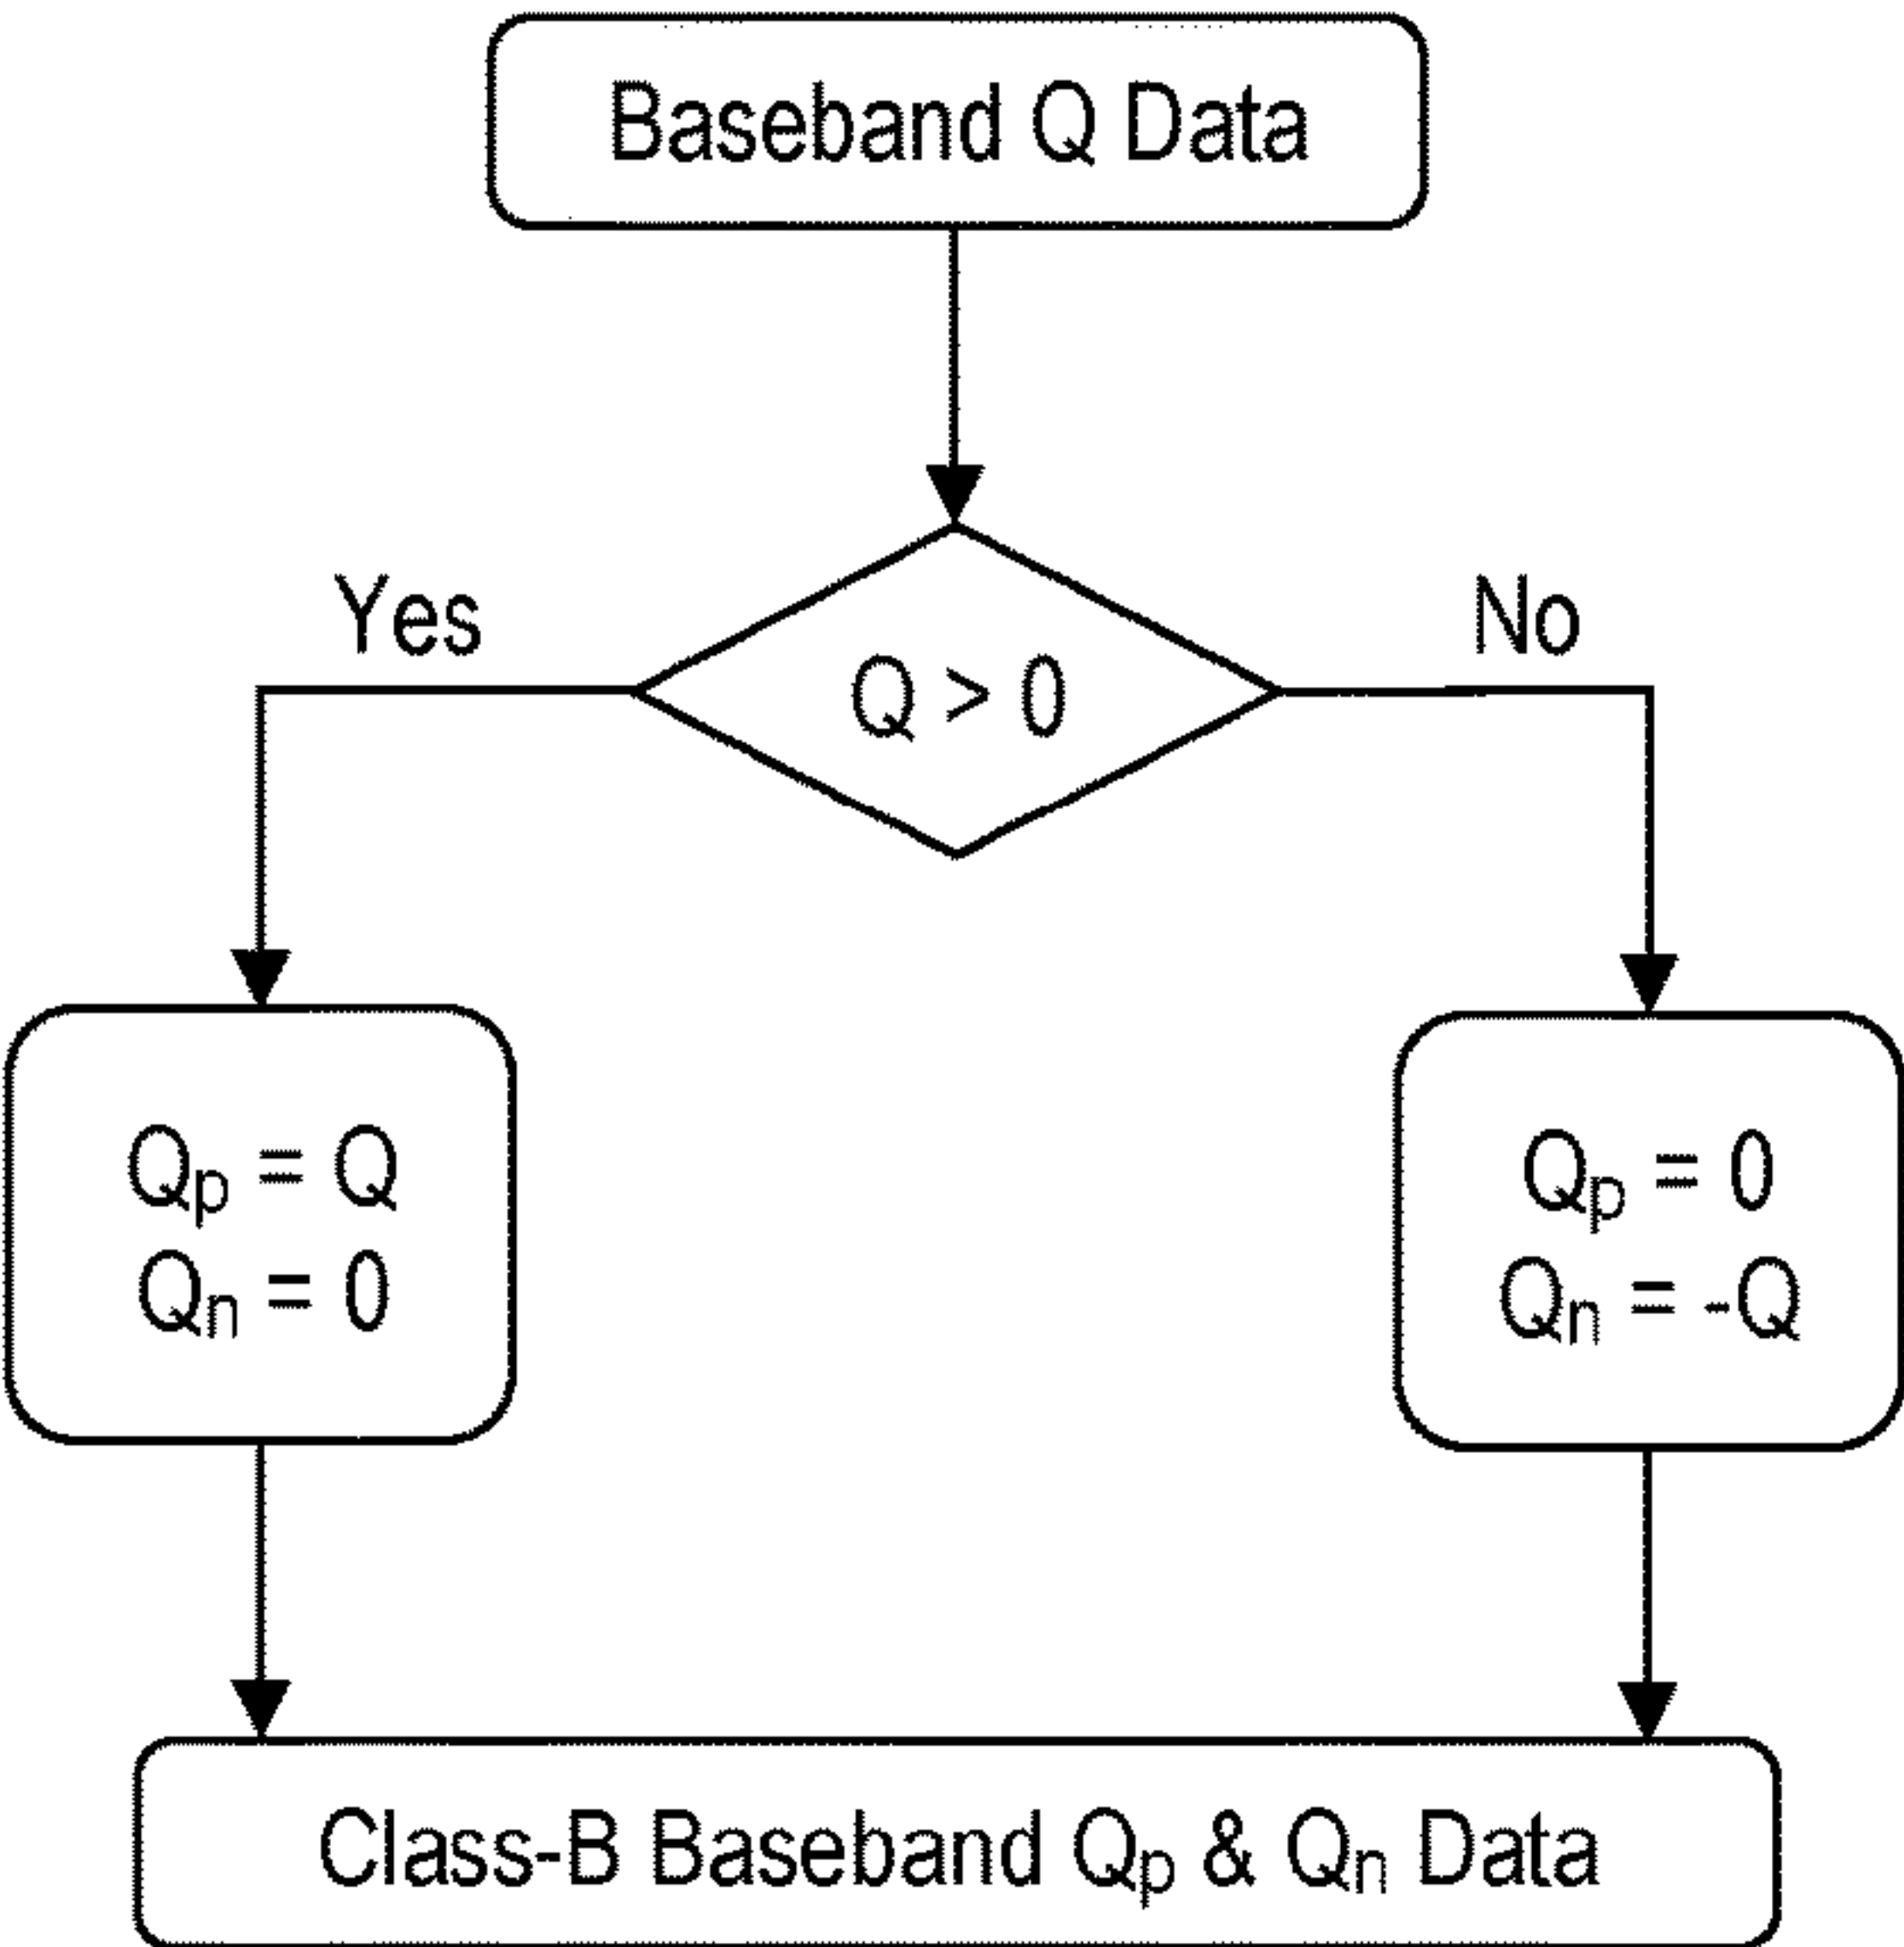 Baseband Q Data
Yes
No
Q > 0
Qp = Q
Qn = 0
Qp = 0
Qn = -Q
Class-B Baseband Qp & Qn Data